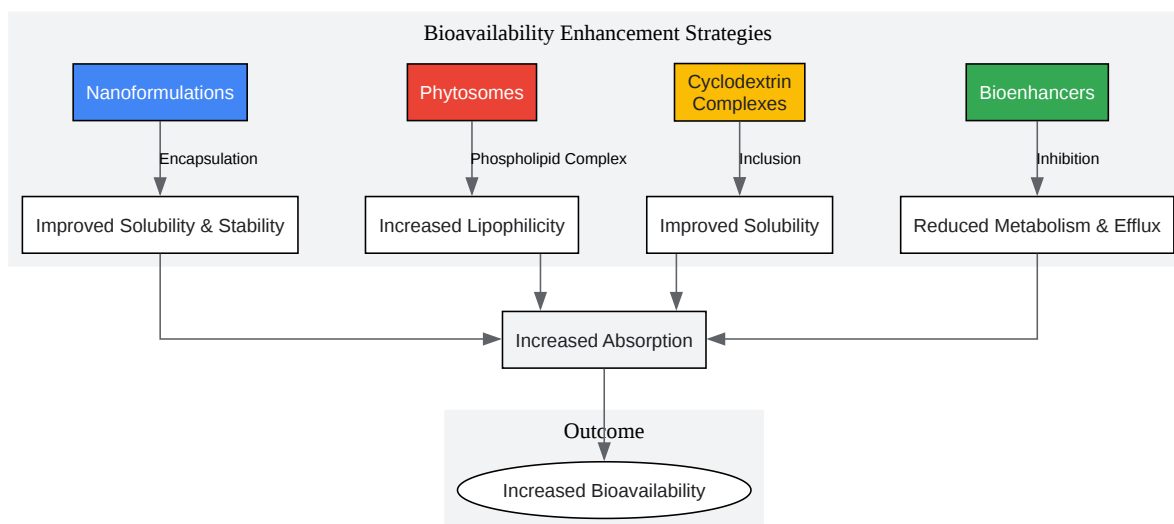 Bioavailability Enhancement Strategies
Nanoformulations
Phytosomes
Cyclodextrin
Complexes
Bioenhancers
Encapsulation
Phospholipid Complex
Inclusion
Inhibition
Improved Solubility & Stability
Increased Lipophilicity
Improved Solubility
Reduced Metabolism & Efflux
Increased Absorption
Outcome
Increased Bioavailability